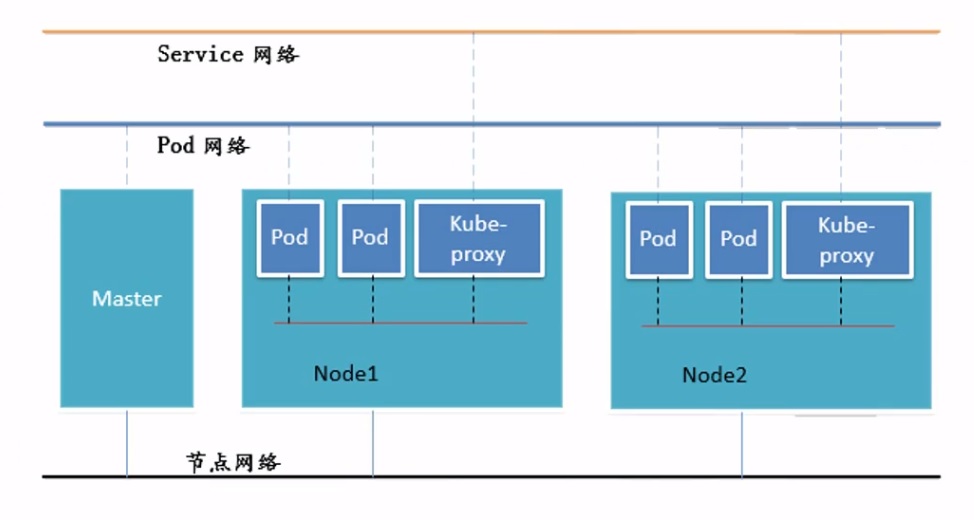 Service 网络
Pod 网络
Master
Pod
Pod
Kube-
proxy
Node1
Pod
Pod
Kube-
proxy
Node2
节点网络